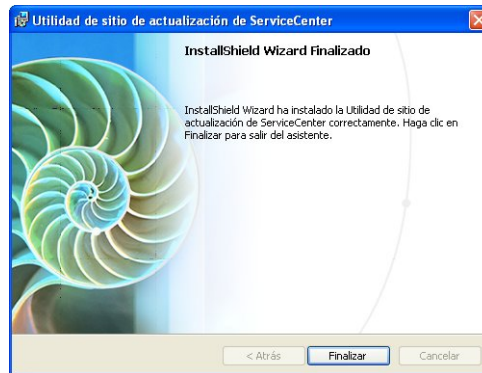 Utilidad de sitio de actualización de ServiceCenter
InstallShield Wizard Finalizado
InstallShield Wizard ha instalado la Utilidad de sitio de
actualización de ServiceCenter correctamente. Haga clic en
Finalizar para salir del asistente.
< Atrás
Finalizar
Cancelar